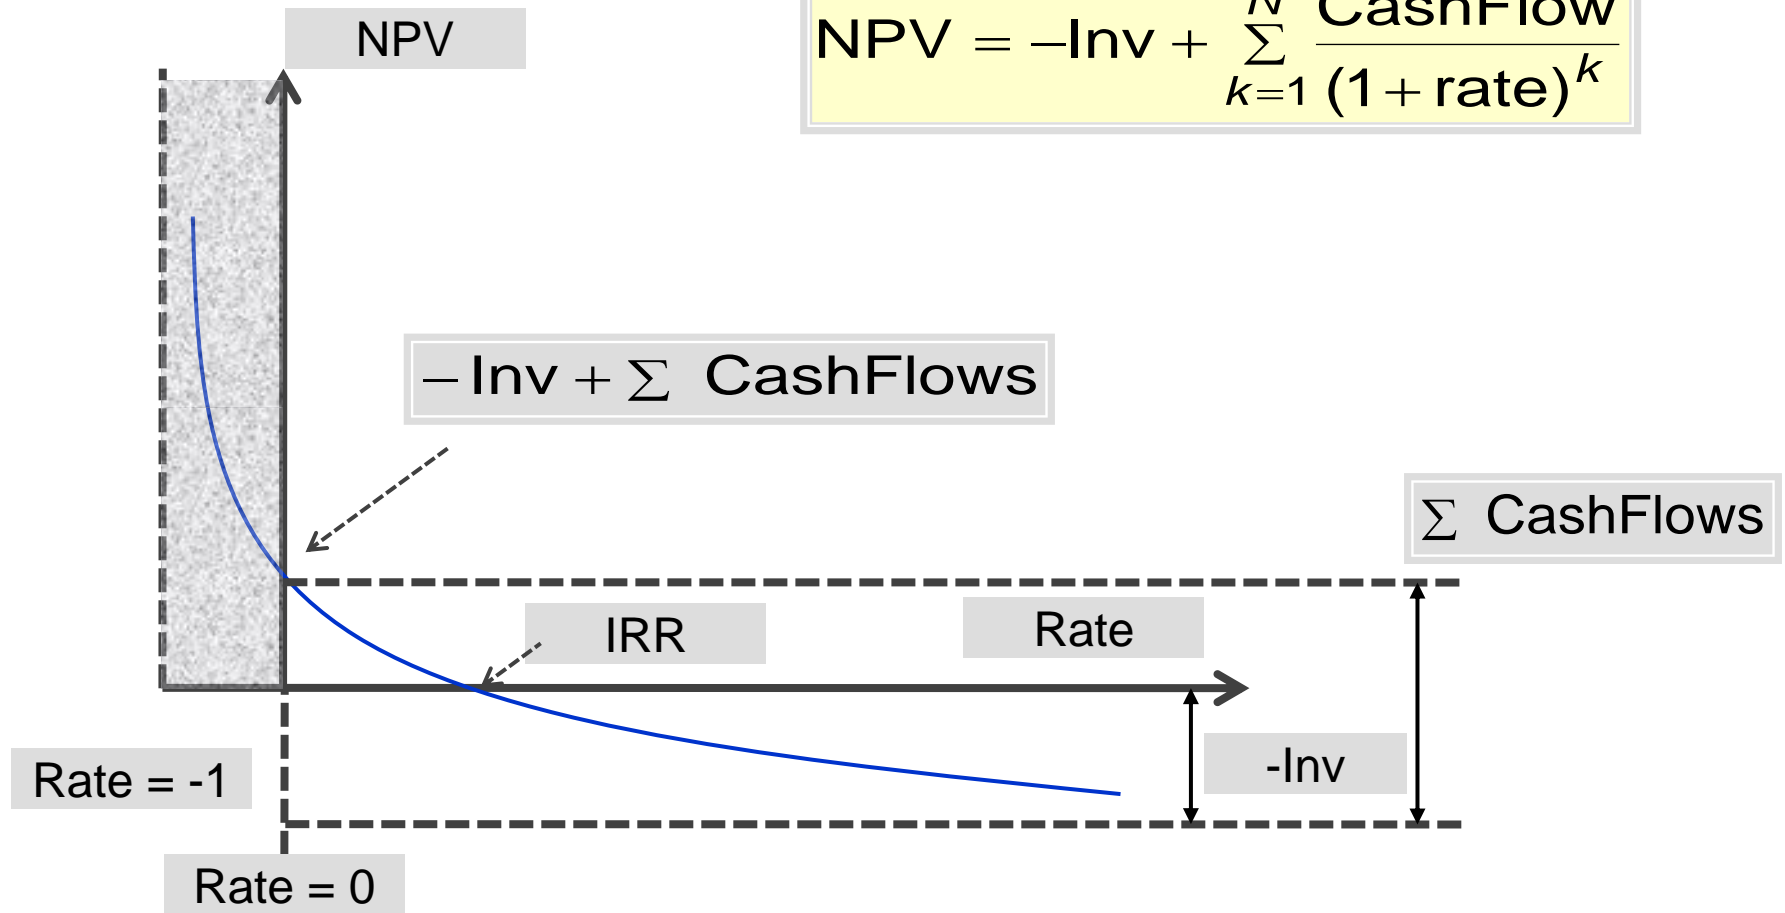 NPV
NPV = −Inv + N∑k=1 CashFlow / (1 + rate)^k
− Inv + ∑ CashFlows
∑ CashFlows
IRR
Rate
-Inv
Rate = -1
Rate = 0